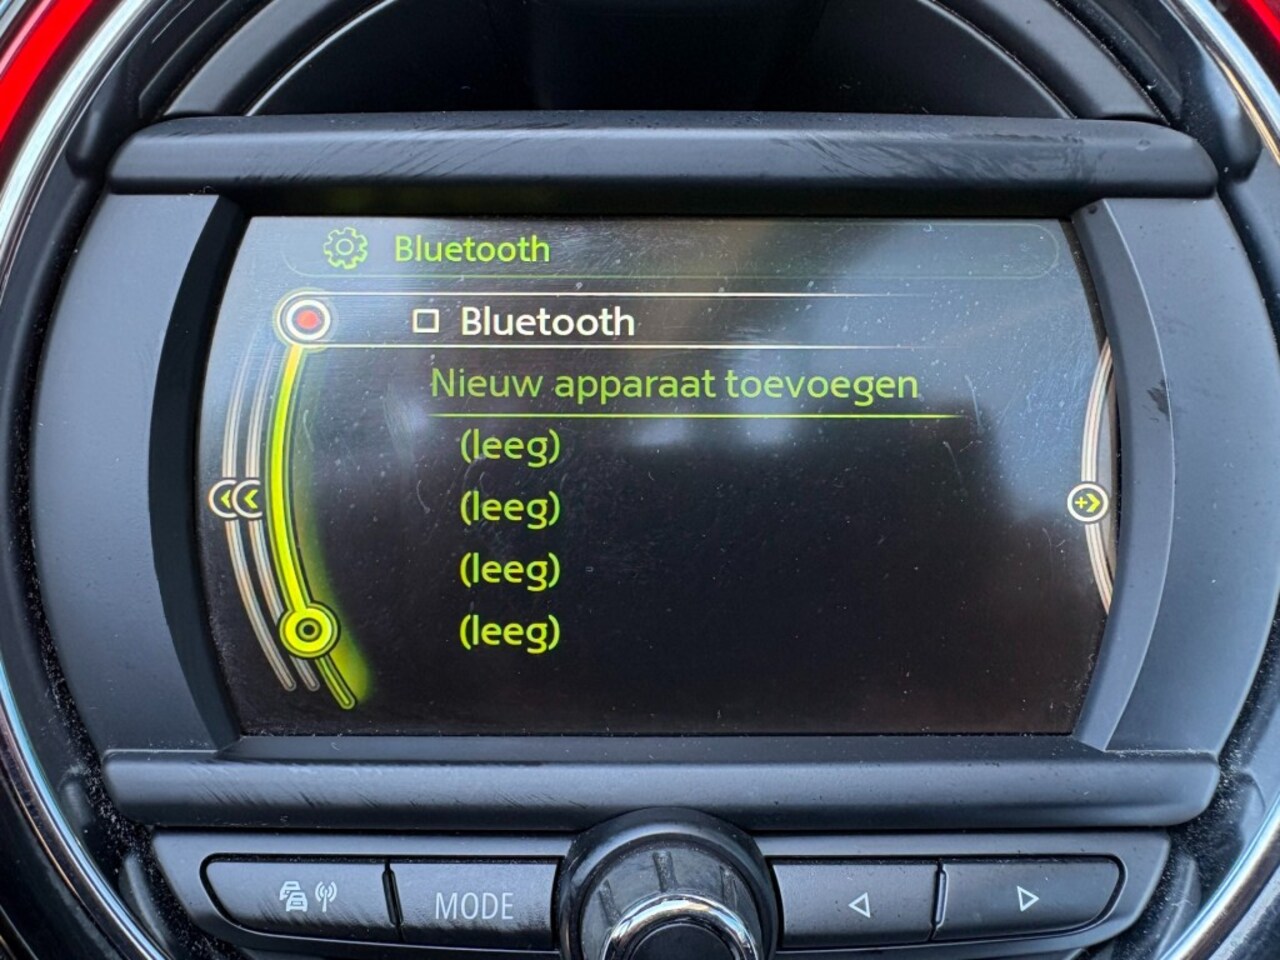 Bluetooth
Bluetooth
Nieuw apparaat toevoegen
(leeg)
(leeg)
(leeg)
(leeg)
MODE